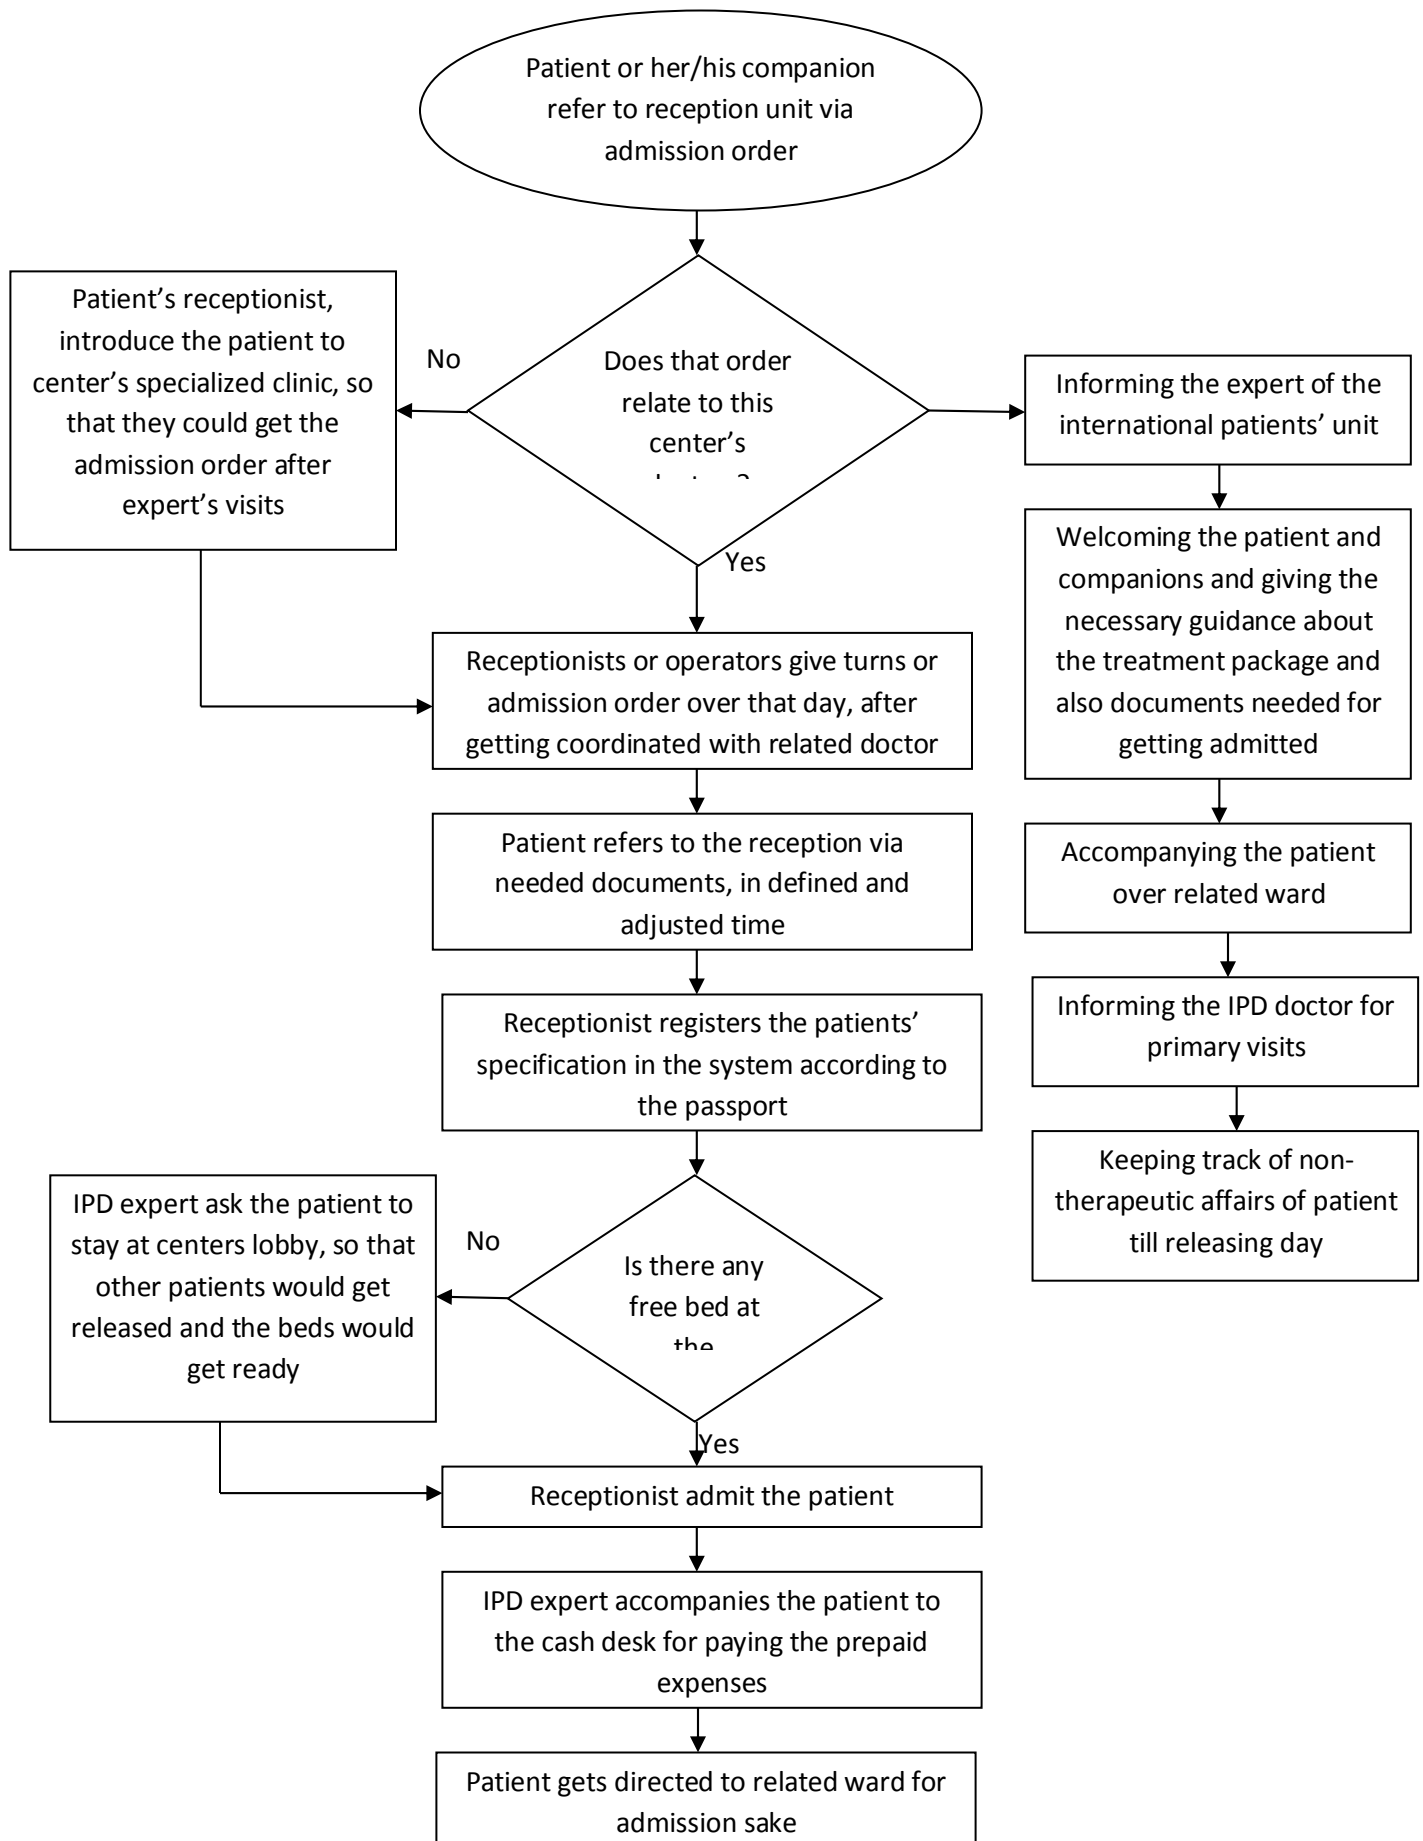 Patient or her/his companion
refer to reception unit via
admission order
Patient’s receptionist,
introduce the patient to
center’s specialized clinic, so
that they could get the
admission order after
expert’s visits
No
Does that order
relate to this
center’s
Yes
Informing the expert of the
international patients’ unit
Welcoming the patient and
companions and giving the
necessary guidance about
the treatment package and
also documents needed for
getting admitted
Receptionists or operators give turns or
admission order over that day, after
getting coordinated with related doctor
Patient refers to the reception via
needed documents, in defined and
adjusted time
Accompanying the patient
over related ward
Receptionist registers the patients’
specification in the system according to
the passport
Informing the IPD doctor for
primary visits
Keeping track of non-
therapeutic affairs of patient
till releasing day
IPD expert ask the patient to
stay at centers lobby, so that
other patients would get
released and the beds would
get ready
No
Is there any
free bed at
the
Yes
Receptionist admit the patient
IPD expert accompanies the patient to
the cash desk for paying the prepaid
expenses
Patient gets directed to related ward for
admission sake